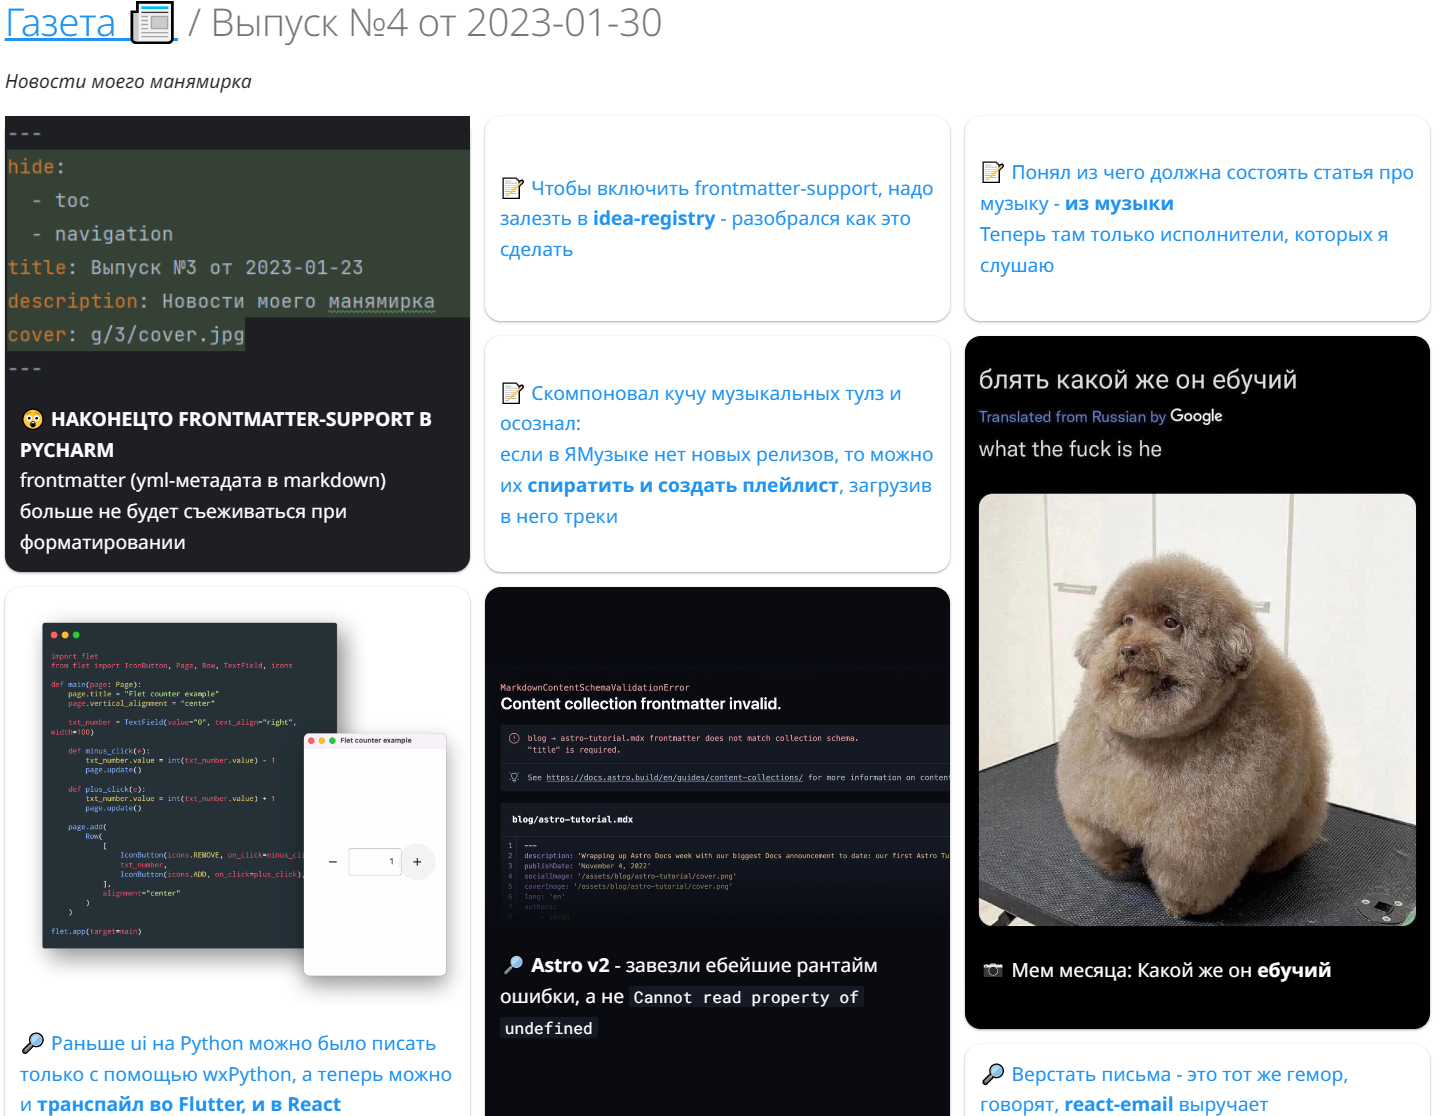 Газета / Выпуск №4 от 2023-01-30
Новости моего манямирка
---
hide:
- toc
- navigation
title: Выпуск №3 от 2023-01-23
description: Новости моего манямирка
cover: g/3/cover.jpg
---
НАКОНЕЦТО FRONTMATTER-SUPPORT В
PYCHARM
frontmatter (yml-метадата в markdown)
больше не будет съеживаться при
форматировании
Чтобы включить frontmatter-support, надо
залезть в idea-registry - разобрался как это
сделать
Понял из чего должна состоять статья про
музыку - из музыки
Теперь там только исполнители, которых я
слушаю
Скомпоновал кучу музыкальных тулз и
осознал:
если в ЯМузыке нет новых релизов, то можно
их спиратить и создать плейлист, загрузив
в него треки
блять какой же он ебучий
Translated from Russian by Google
what the fuck is he
Мем месяца: Какой же он ебучий
import flet
from flet import IconButton, Page, Row, TextField, icons
def main(page: Page):
page.title = "Flet counter example"
page.vertical_alignment = "center"
txt_number = TextField(value="0", text_align="right",
width=100)
def minus_click(e):
txt_number.value = int(txt_number.value) - 1
page.update()
def plus_click(e):
txt_number.value = int(txt_number.value) + 1
page.update()
page.add(
Row(
[
IconButton(icons.REMOVE, on_click=minus_cli
txt_number,
IconButton(icons.ADD, on_click=plus_click),
],
alignment="center"
)
)
flet.app(target=main)
Flet counter example
− 1 +
Раньше ui на Python можно было писать
только с помощью wxPython, а теперь можно
и транспайл во Flutter, и в React
MarkdownContentSchemaValidationError
Content collection frontmatter invalid.
blog → astro-tutorial.mdx frontmatter does not match collection schema.
"title" is required.
See https://docs.astro.build/en/guides/content-collections/ for more information on content
blog/astro-tutorial.mdx
1 ---
2 description: 'Wrapping up Astro Docs week with our biggest Docs announcement to date: our first Astro Tu
3 publishDate: 'November 4, 2022'
4 socialImage: '/assets/blog/astro-tutorial/cover.png'
5 coverImage: '/assets/blog/astro-tutorial/cover.png'
6 lang: 'en'
7 authors:
8 - sarah
Astro v2 - завезли ебейшие рантайм
ошибки, а не Cannot read property of
undefined
Верстать письма - это тот же гемор,
говорят, react-email выручает